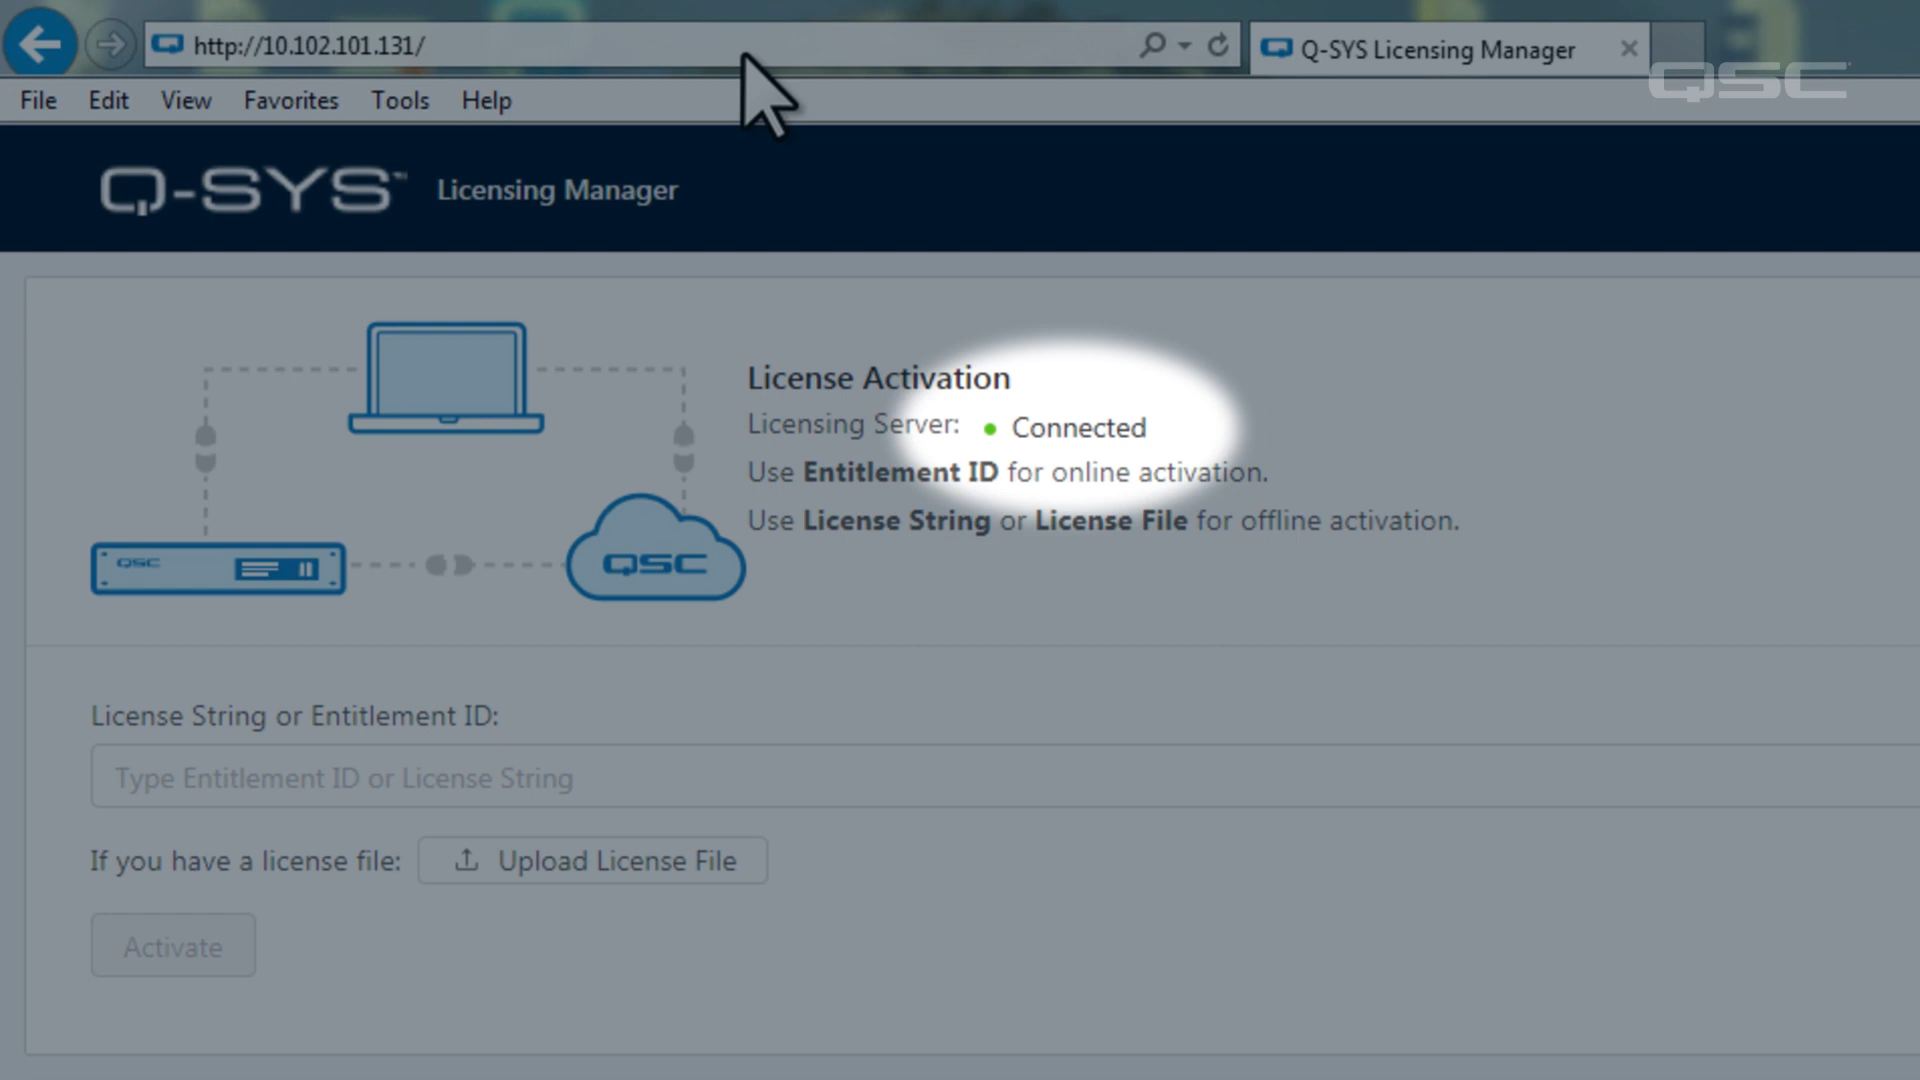 http://10.102.101.131/
Q-SYS Licensing Manager
QSC
File Edit View Favorites Tools Help
Q-SYS™ Licensing Manager
License Activation
Licensing Server: Connected
Use Entitlement ID for online activation.
Use License String or License File for offline activation.
QSC
QSC
License String or Entitlement ID:
Type Entitlement ID or License String
If you have a license file: Upload License File
Activate